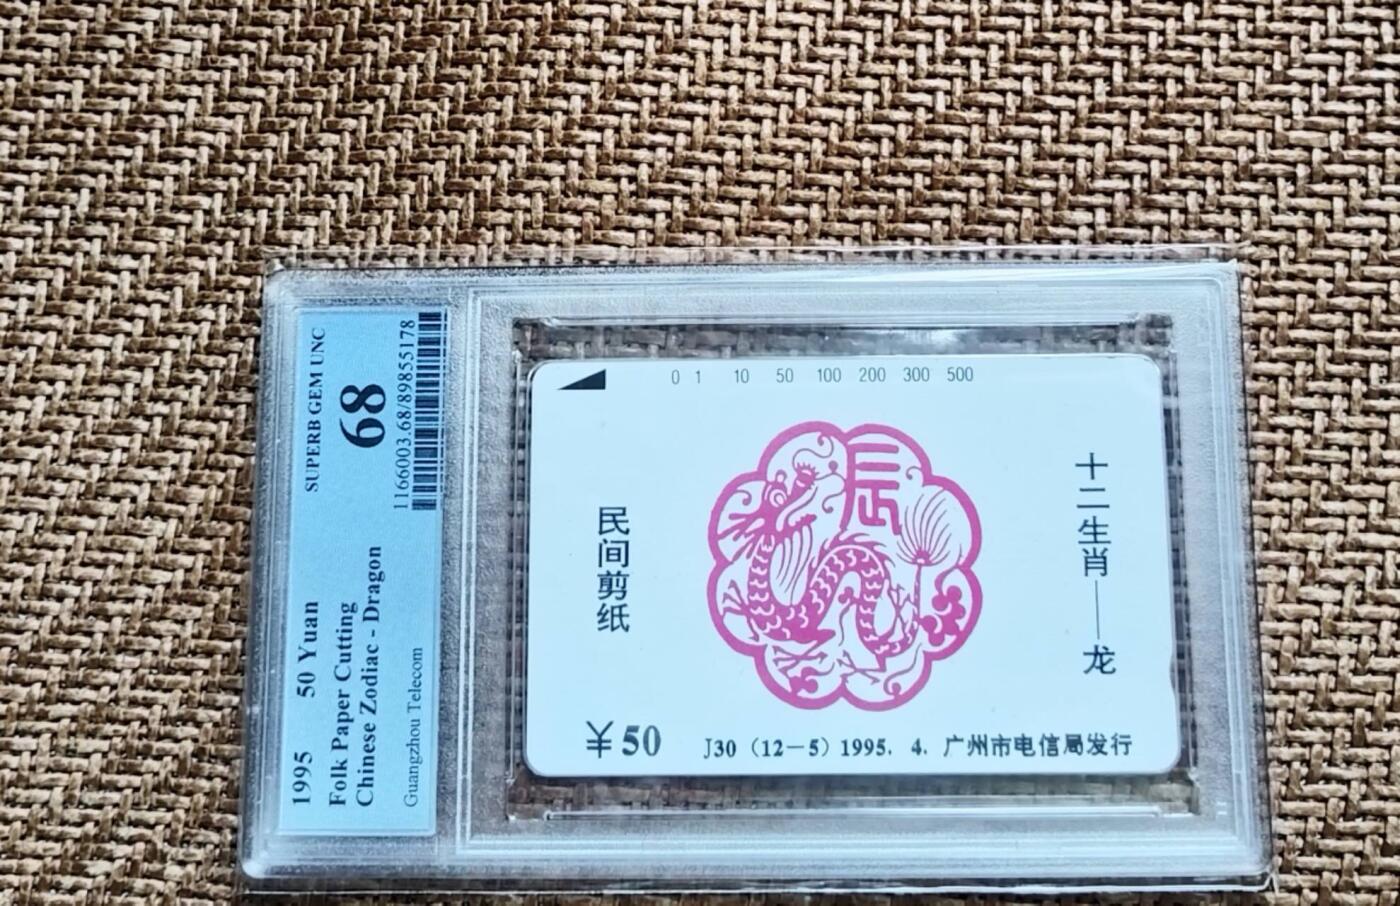 1995 50 Yuan
Folk Paper Cutting
Chinese Zodiac - Dragon
Guangzhou Telecom
SUPERB GEM UNC
68
1166003.68/89855178
0 1 10 50 100 200 300 500
辰
民间剪纸
十二生肖——龙
￥50
J30（12—5）1995．4．广州市电信局发行